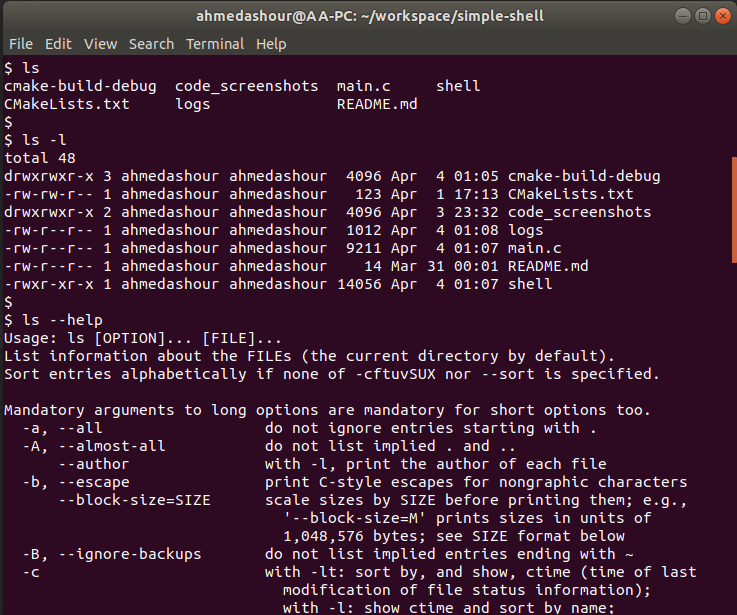 ahmedashour@AA-PC: ~/workspace/simple-shell
File Edit View Search Terminal Help
$ ls
cmake-build-debug  code_screenshots  main.c     shell
CMakeLists.txt     logs              README.md
$
$ ls -l
total 48
drwxrwxr-x 3 ahmedashour ahmedashour  4096 Apr  4 01:05 cmake-build-debug
-rw-rw-r-- 1 ahmedashour ahmedashour   123 Apr  1 17:13 CMakeLists.txt
drwxrwxr-x 2 ahmedashour ahmedashour  4096 Apr  3 23:32 code_screenshots
-rw-r--r-- 1 ahmedashour ahmedashour  1012 Apr  4 01:08 logs
-rw-r--r-- 1 ahmedashour ahmedashour  9211 Apr  4 01:07 main.c
-rw-r--r-- 1 ahmedashour ahmedashour    14 Mar 31 00:01 README.md
-rwxr-xr-x 1 ahmedashour ahmedashour 14056 Apr  4 01:07 shell
$
$ ls --help
Usage: ls [OPTION]... [FILE]...
List information about the FILEs (the current directory by default).
Sort entries alphabetically if none of -cftuvSUX nor --sort is specified.

Mandatory arguments to long options are mandatory for short options too.
  -a, --all                  do not ignore entries starting with .
  -A, --almost-all           do not list implied . and ..
      --author               with -l, print the author of each file
  -b, --escape               print C-style escapes for nongraphic characters
      --block-size=SIZE      scale sizes by SIZE before printing them; e.g.,
                               '--block-size=M' prints sizes in units of
                               1,048,576 bytes; see SIZE format below
  -B, --ignore-backups       do not list implied entries ending with ~
  -c                         with -lt: sort by, and show, ctime (time of last
                               modification of file status information);
                               with -l: show ctime and sort by name;